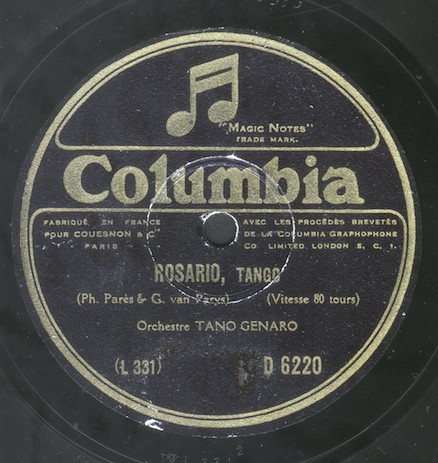 "Magic Notes"
TRADE MARK.
Columbia
FABRIQUÉ EN FRANCE
POUR COUESNON & Cº
PARIS
AVEC LES PROCÉDÉS BREVETÉS
DE LA COLUMBIA GRAPHOPHONE
Co LIMITED LONDON E. C. 1.
ROSARIO, TANGO
(Ph. Parès & G. van Parys) (Vitesse 80 tours)
Orchestre TANO GENARO
(L 331) D 6220